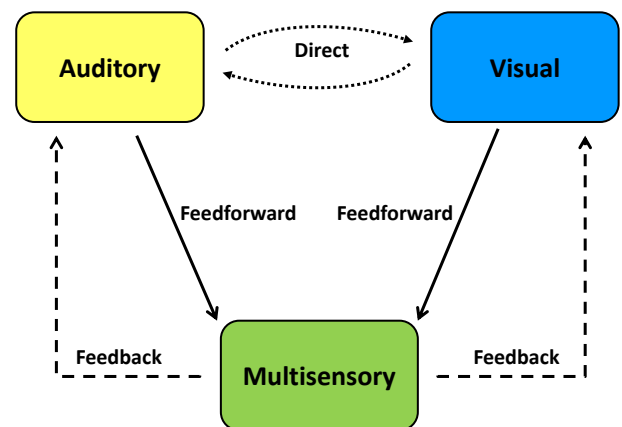 Auditory
Direct
Visual
Feedforward
Feedforward
Feedback
Multisensory
Feedback